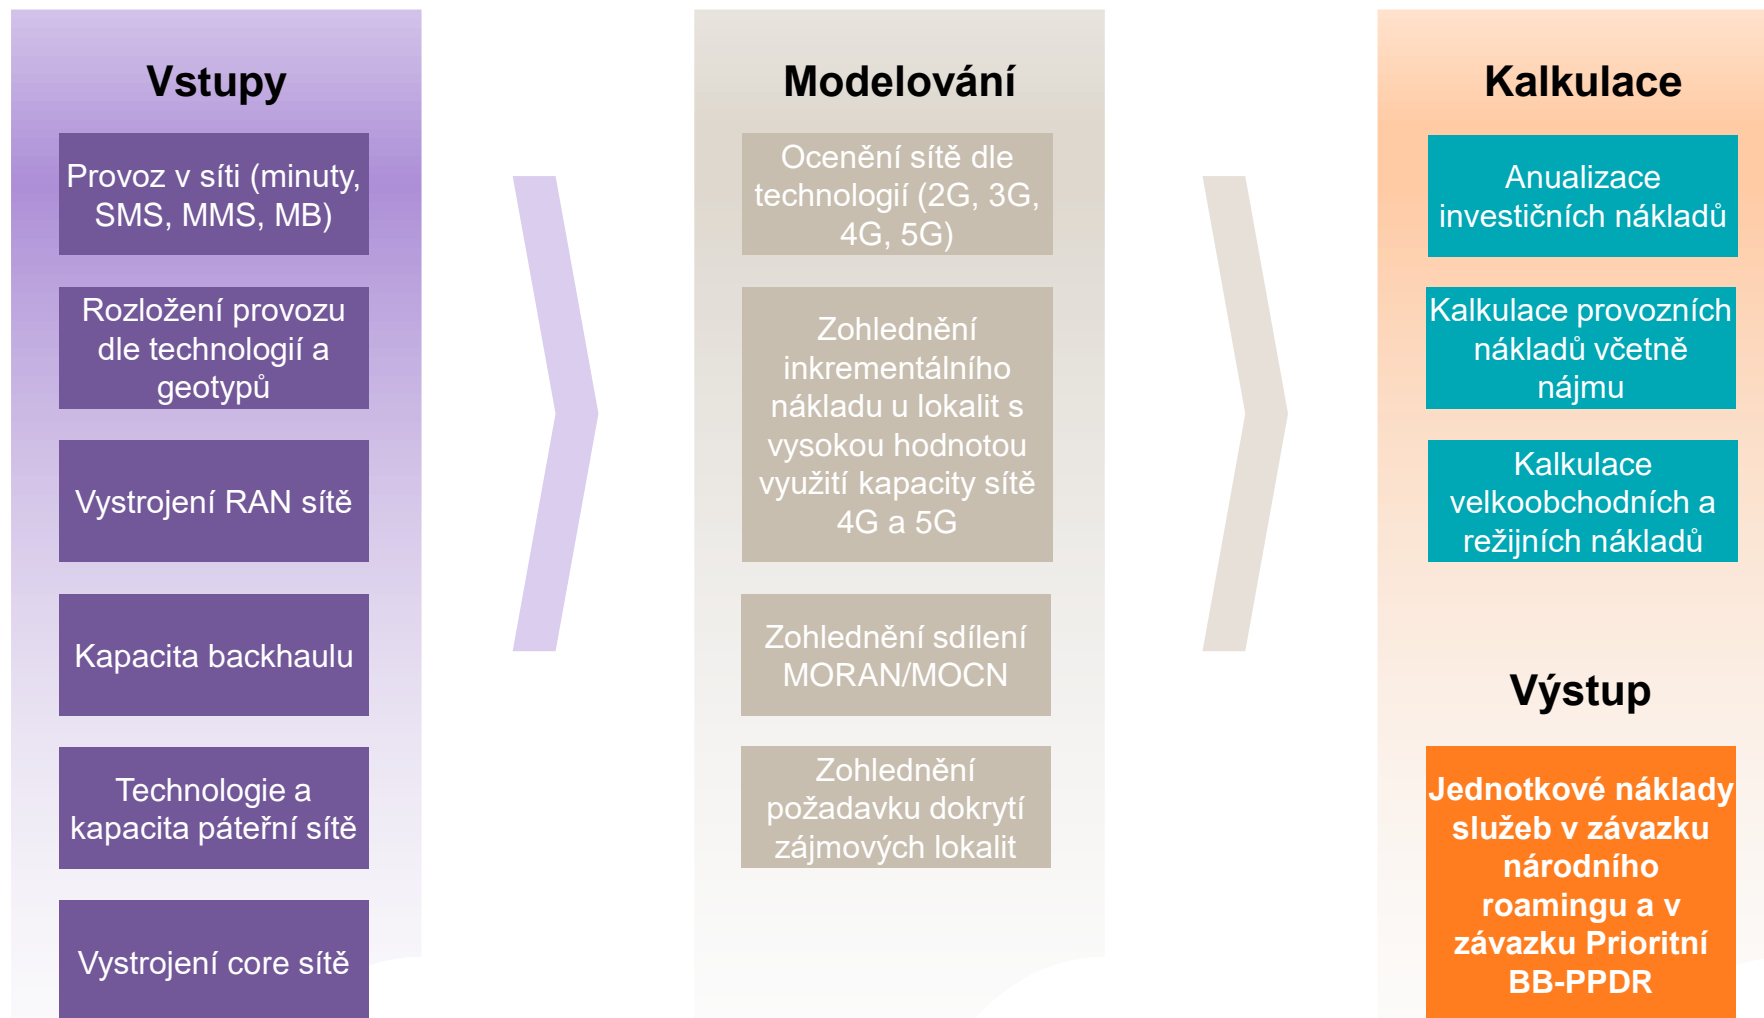 Vstupy
Provoz v síti (minuty,
SMS, MMS, MB)
Rozložení provozu
dle technologií a
geotypů
Vystrojení RAN sítě
Kapacita backhaulu
Technologie a
kapacita páteřní sítě
Vystrojení core sítě
Modelování
Ocenění sítě dle
technologií (2G, 3G,
4G, 5G)
Zohlednění
inkrementálního
nákladu u lokalit s
vysokou hodnotou
využití kapacity sítě
4G a 5G
Zohlednění sdílení
MORAN/MOCN
Zohlednění
požadavku dokrytí
zájmových lokalit
Kalkulace
Anualizace
investičních nákladů
Kalkulace provozních
nákladů včetně
nájmu
Kalkulace
velkoobchodních a
režijních nákladů
Výstup
Jednotkové náklady
služeb v závazku
národního
roamingu a v
závazku Prioritní
BB-PPDR